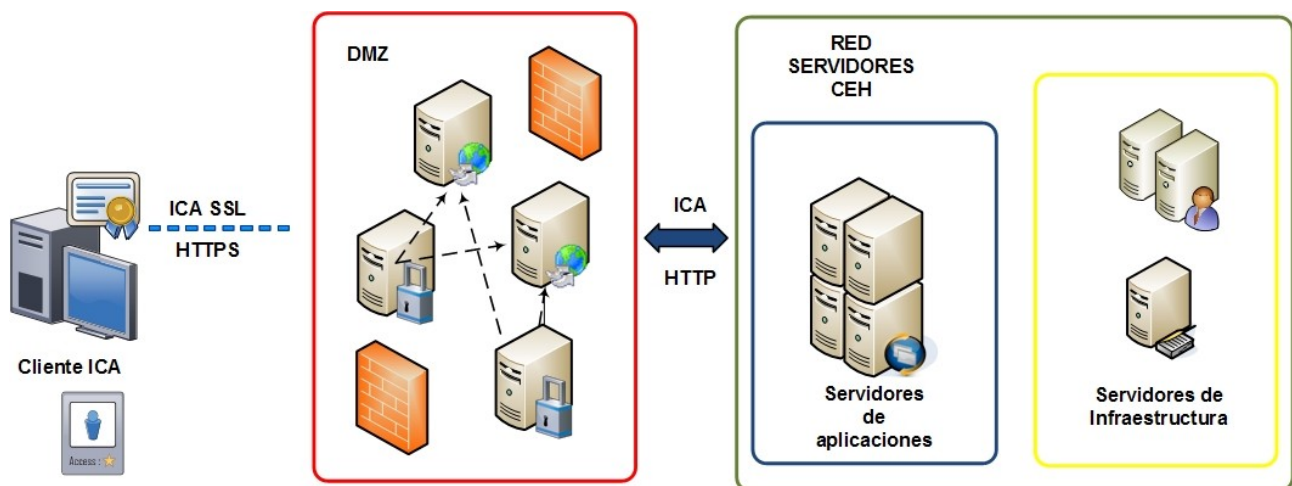 ICA SSL
HTTPS
Cliente ICA
Access :
DMZ
ICA
HTTP
RED
SERVIDORES
CEH
Servidores
de
aplicaciones
Servidores de
Infraestructura